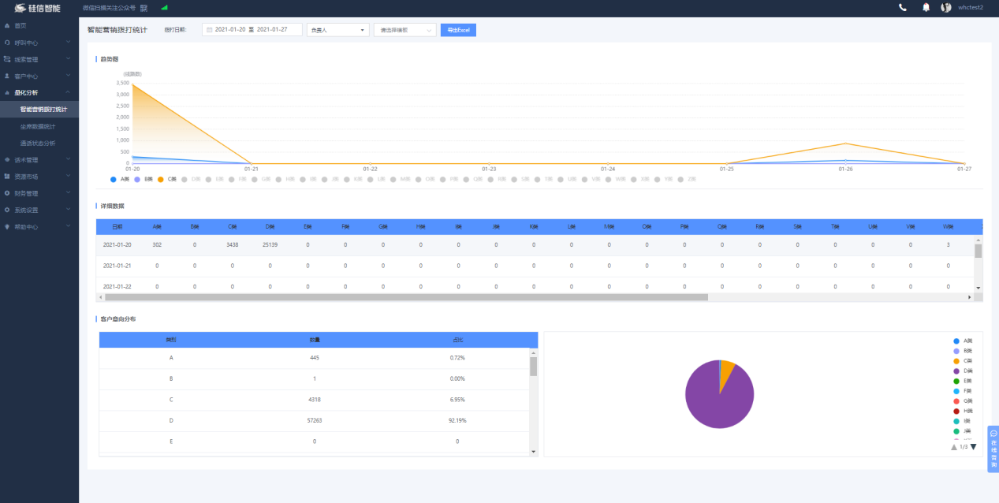 硅信智能 微信扫描关注公众号 whctest2
首页
呼叫中心
线索管理
客户中心
量化分析
智能营销拨打统计
坐席数据统计
通话状态分析
话术管理
资源市场
财务管理
系统设置
帮助中心
智能营销拨打统计 拨打日期: 2021-01-20 至 2021-01-27 负责人 请选择模板 导出Excel
趋势图
(线路数)
3,500
3,000
2,500
2,000
1,500
1,000
500
0
01-20 01-21 01-22 01-23 01-24 01-25 01-26 01-27
A类 B类 C类 D类 E类 F类 G类 H类 I类 J类 K类 L类 M类 O类 P类 Q类 R类 S类 T类 U类 V类 W类 X类 Y类 Z类
详细数据
日期 A类 B类 C类 D类 E类 F类 G类 H类 I类 J类 K类 L类 M类 O类 P类 Q类 R类 S类 T类 U类 V类 W类
2021-01-20 302 0 3438 25139 0 0 0 0 0 0 0 0 0 0 0 0 0 0 0 0 0 3
2021-01-21 0 0 0 0 0 0 0 0 0 0 0 0 0 0 0 0 0 0 0 0 0 0
2021-01-22 0 0 0 0 0 0 0 0 0 0 0 0 0 0 0 0 0 0 0 0 0 0
客户意向分布
类别 数量 占比
A 445 0.72%
B 1 0.00%
C 4318 6.95%
D 57263 92.19%
E 0 0
A类
B类
C类
D类
E类
F类
G类
H类
I类
J类
1/3
在线咨询